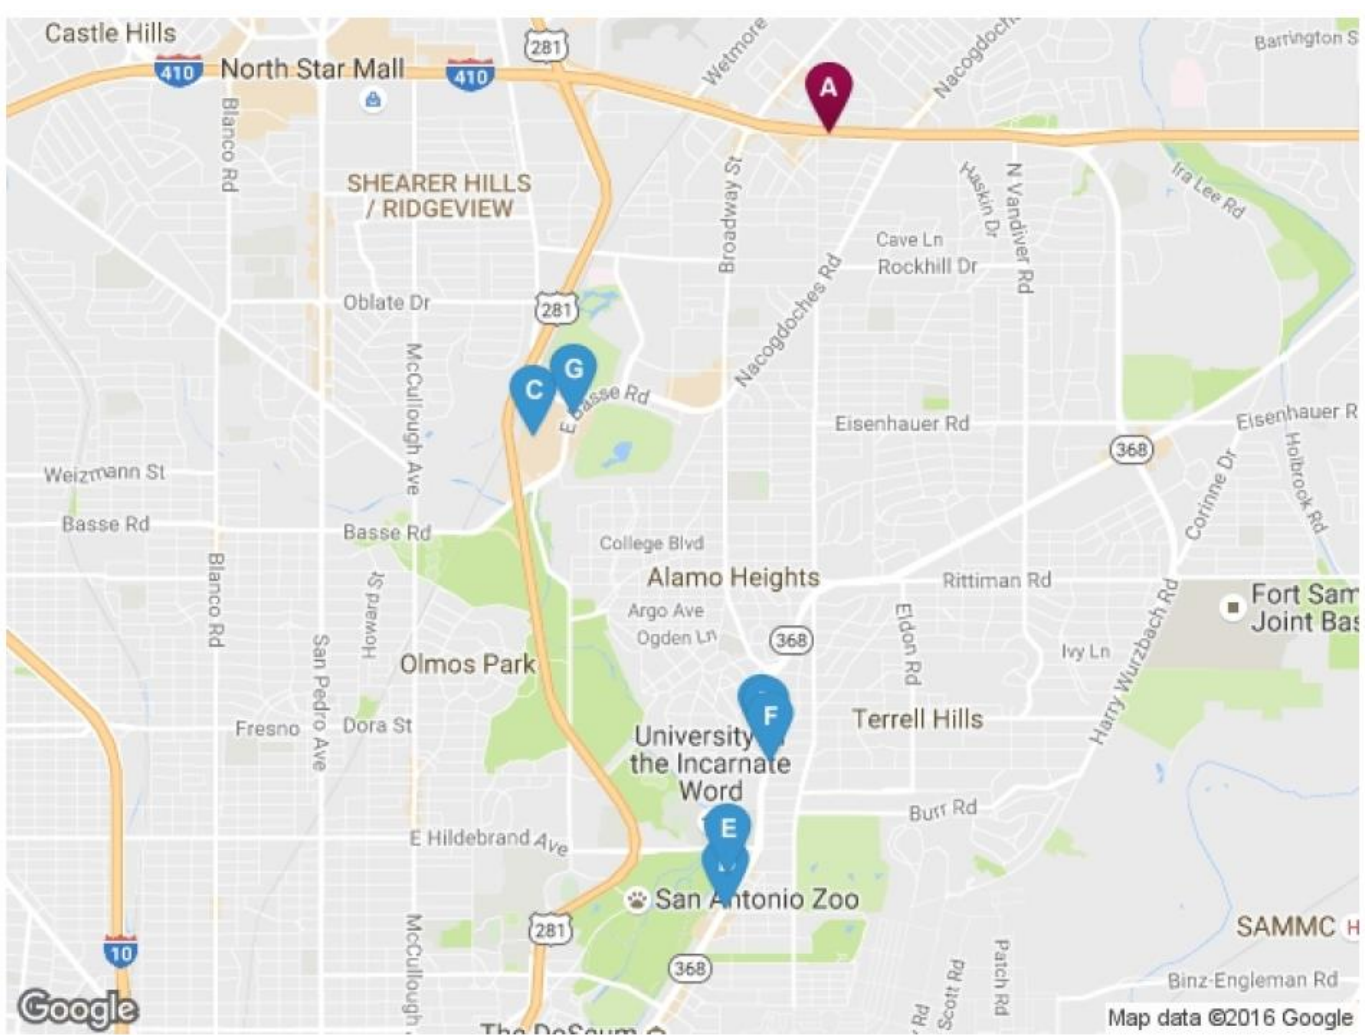 Castle Hills
281
Wetmore
Nacogdoch
Barrington S
410
North Star Mall
410
A
Blanco Rd
SHEARER HILLS
/ RIDGEVIEW
Broadway St
Haskin Dr
N Vandiver Rd
Ira Lee Rd
Cave Ln
Rockhill Dr
Oblate Dr
281
Nacogdoches Rd
McCullough Ave
C
G
E Basse Rd
Eisenhauer Rd
Eisenhauer R
368
Holbrook Rd
Corinne Dr
Weizmann St
Basse Rd
Basse Rd
College Blvd
Alamo Heights
Rittiman Rd
Blanco Rd
Howard St
Argo Ave
Ogden Ln
368
Eldon Rd
Fort Sam
Joint Bas
San Pedro Ave
Olmos Park
Ivy Ln
Harry Wurzbach Rd
Fresno
Dora St
F
Terrell Hills
University
the Incarnate
Word
Burr Rd
E Hildebrand Ave
E
San Antonio Zoo
281
McCullough
10
368
SAMMC H
Scott Rd
Patch Rd
Binz-Engleman Rd
Rd
Google
The DoSeum
Map data ©2016 Google